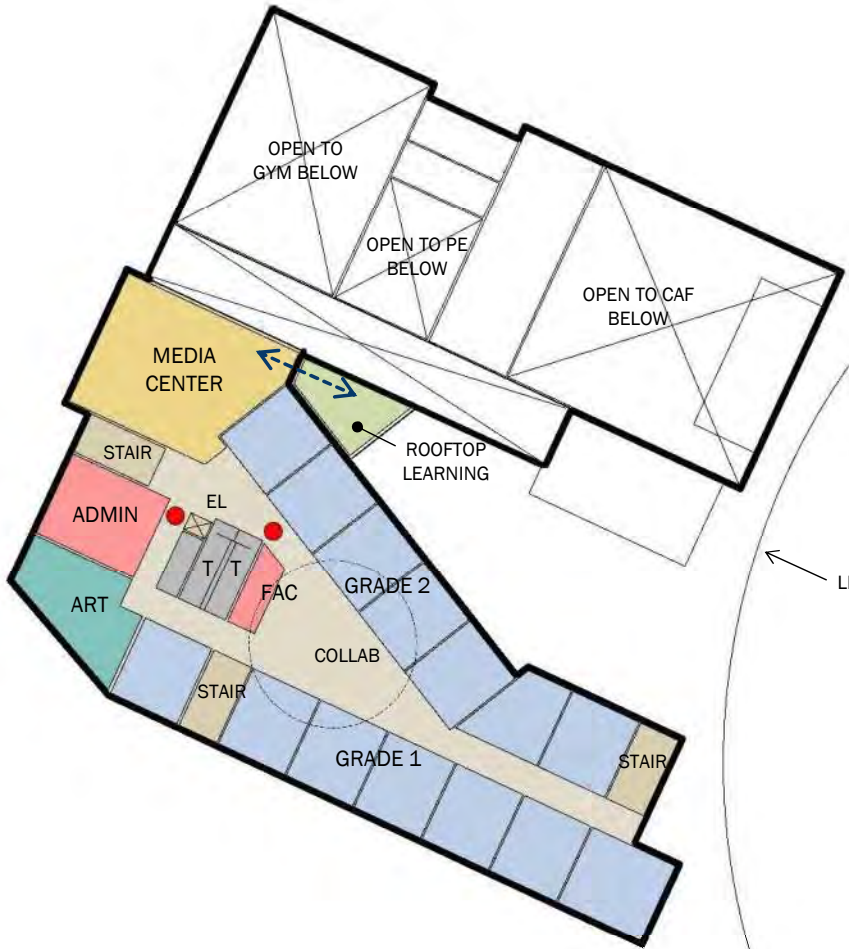 OPEN TO
GYM BELOW
OPEN TO PE
BELOW
OPEN TO CAF
BELOW
MEDIA
CENTER
ROOFTOP
LEARNING
STAIR
EL
ADMIN
T T
FAC
GRADE 2
ART
COLLAB
STAIR
GRADE 1
STAIR